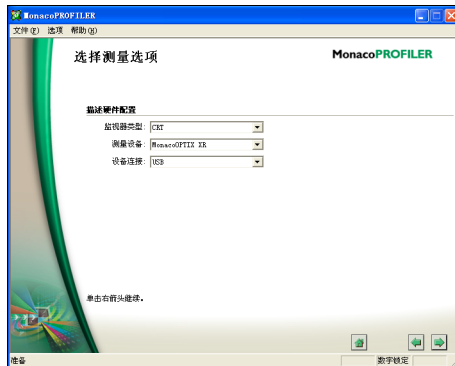 MonacoPROFILER
文件(F) 选项 帮助(H)
选择测量选项
MonacoPROFILER
描述硬件配置
监视器类型: CRT
测量设备: MonacoOPTIX XR
设备连接: USB
单击右箭头继续。
准备
数字锁定